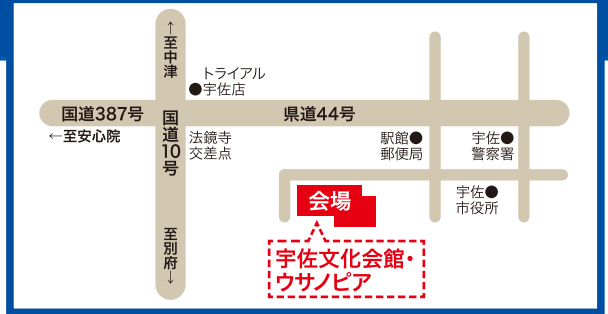 ↑至中津
トライアル
宇佐店
国道387号
国道10号
県道44号
←至安心院
法鏡寺
交差点
駅館
郵便局
宇佐
警察署
宇佐
市役所
会場
至別府↓
宇佐文化会館・
ウサノピア